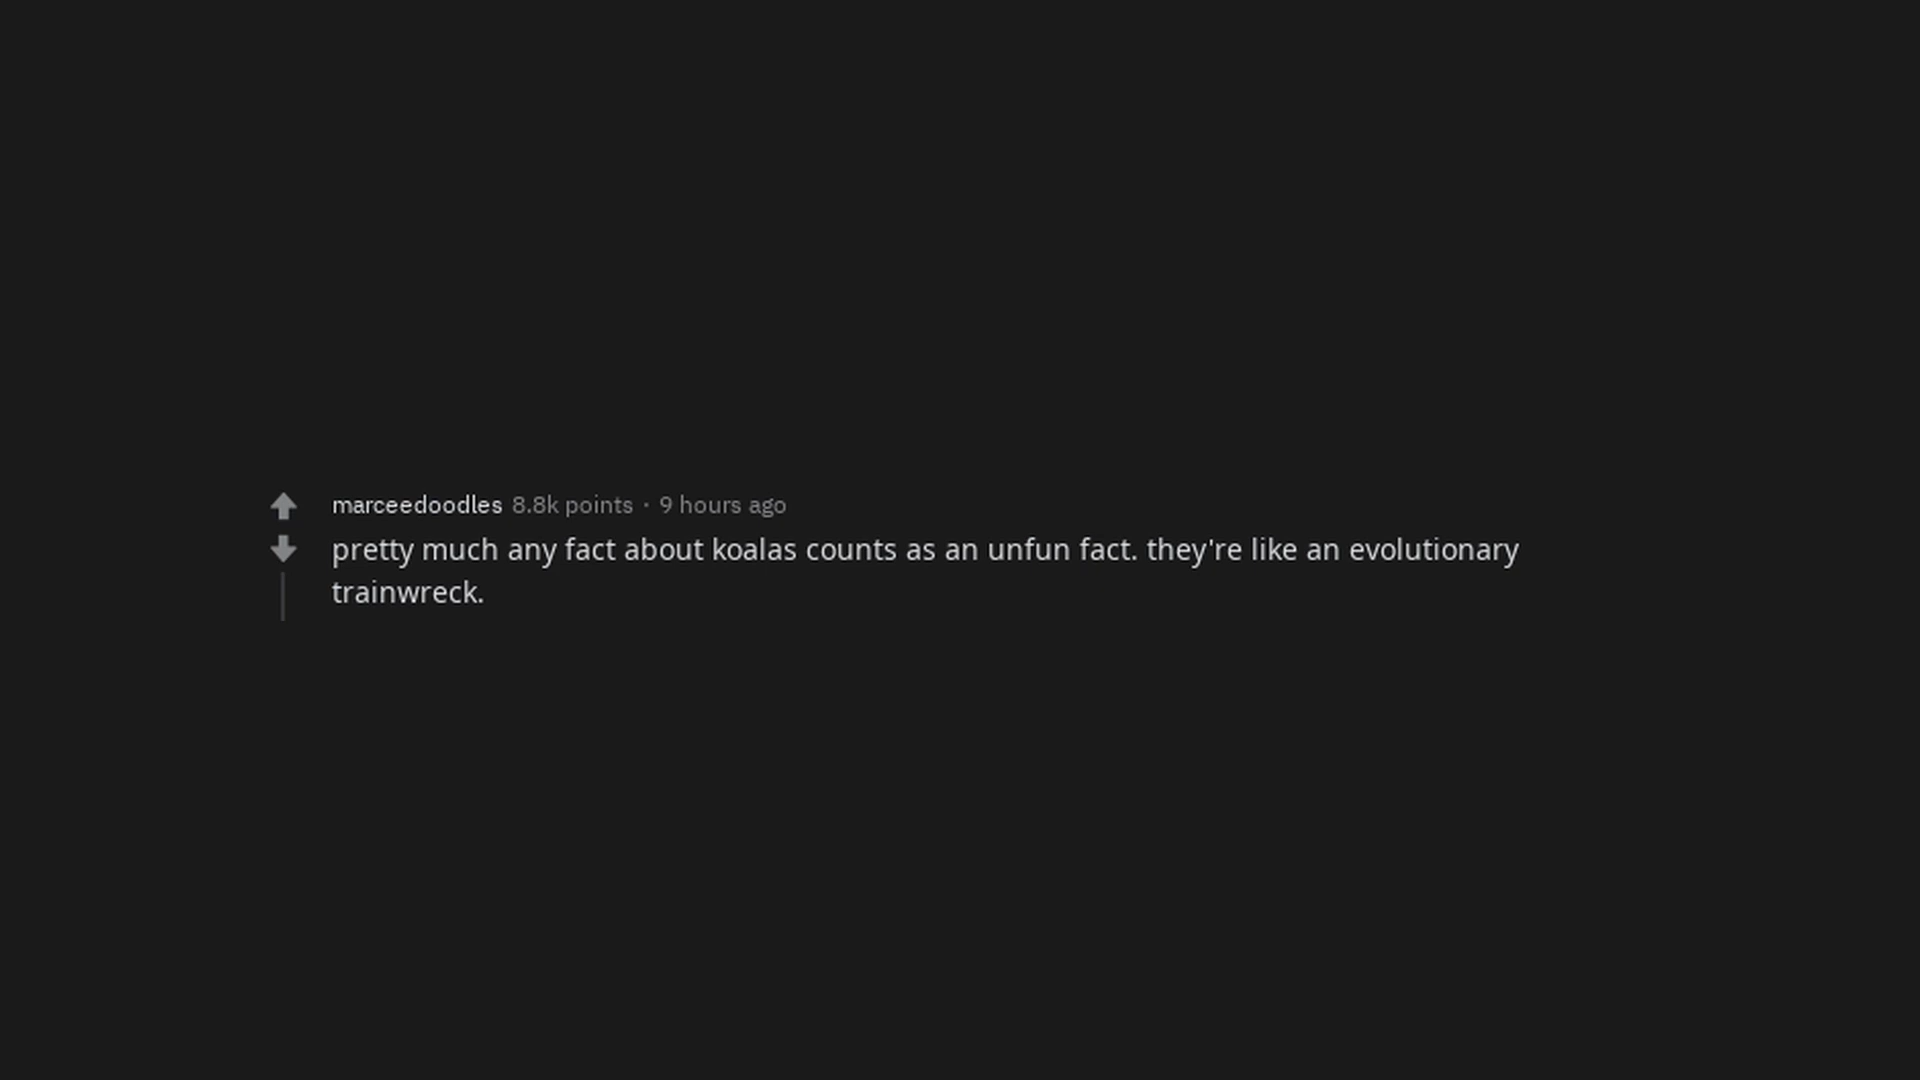 marceedoodles 8.8k points · 9 hours ago
pretty much any fact about koalas counts as an unfun fact. they're like an evolutionary
trainwreck.